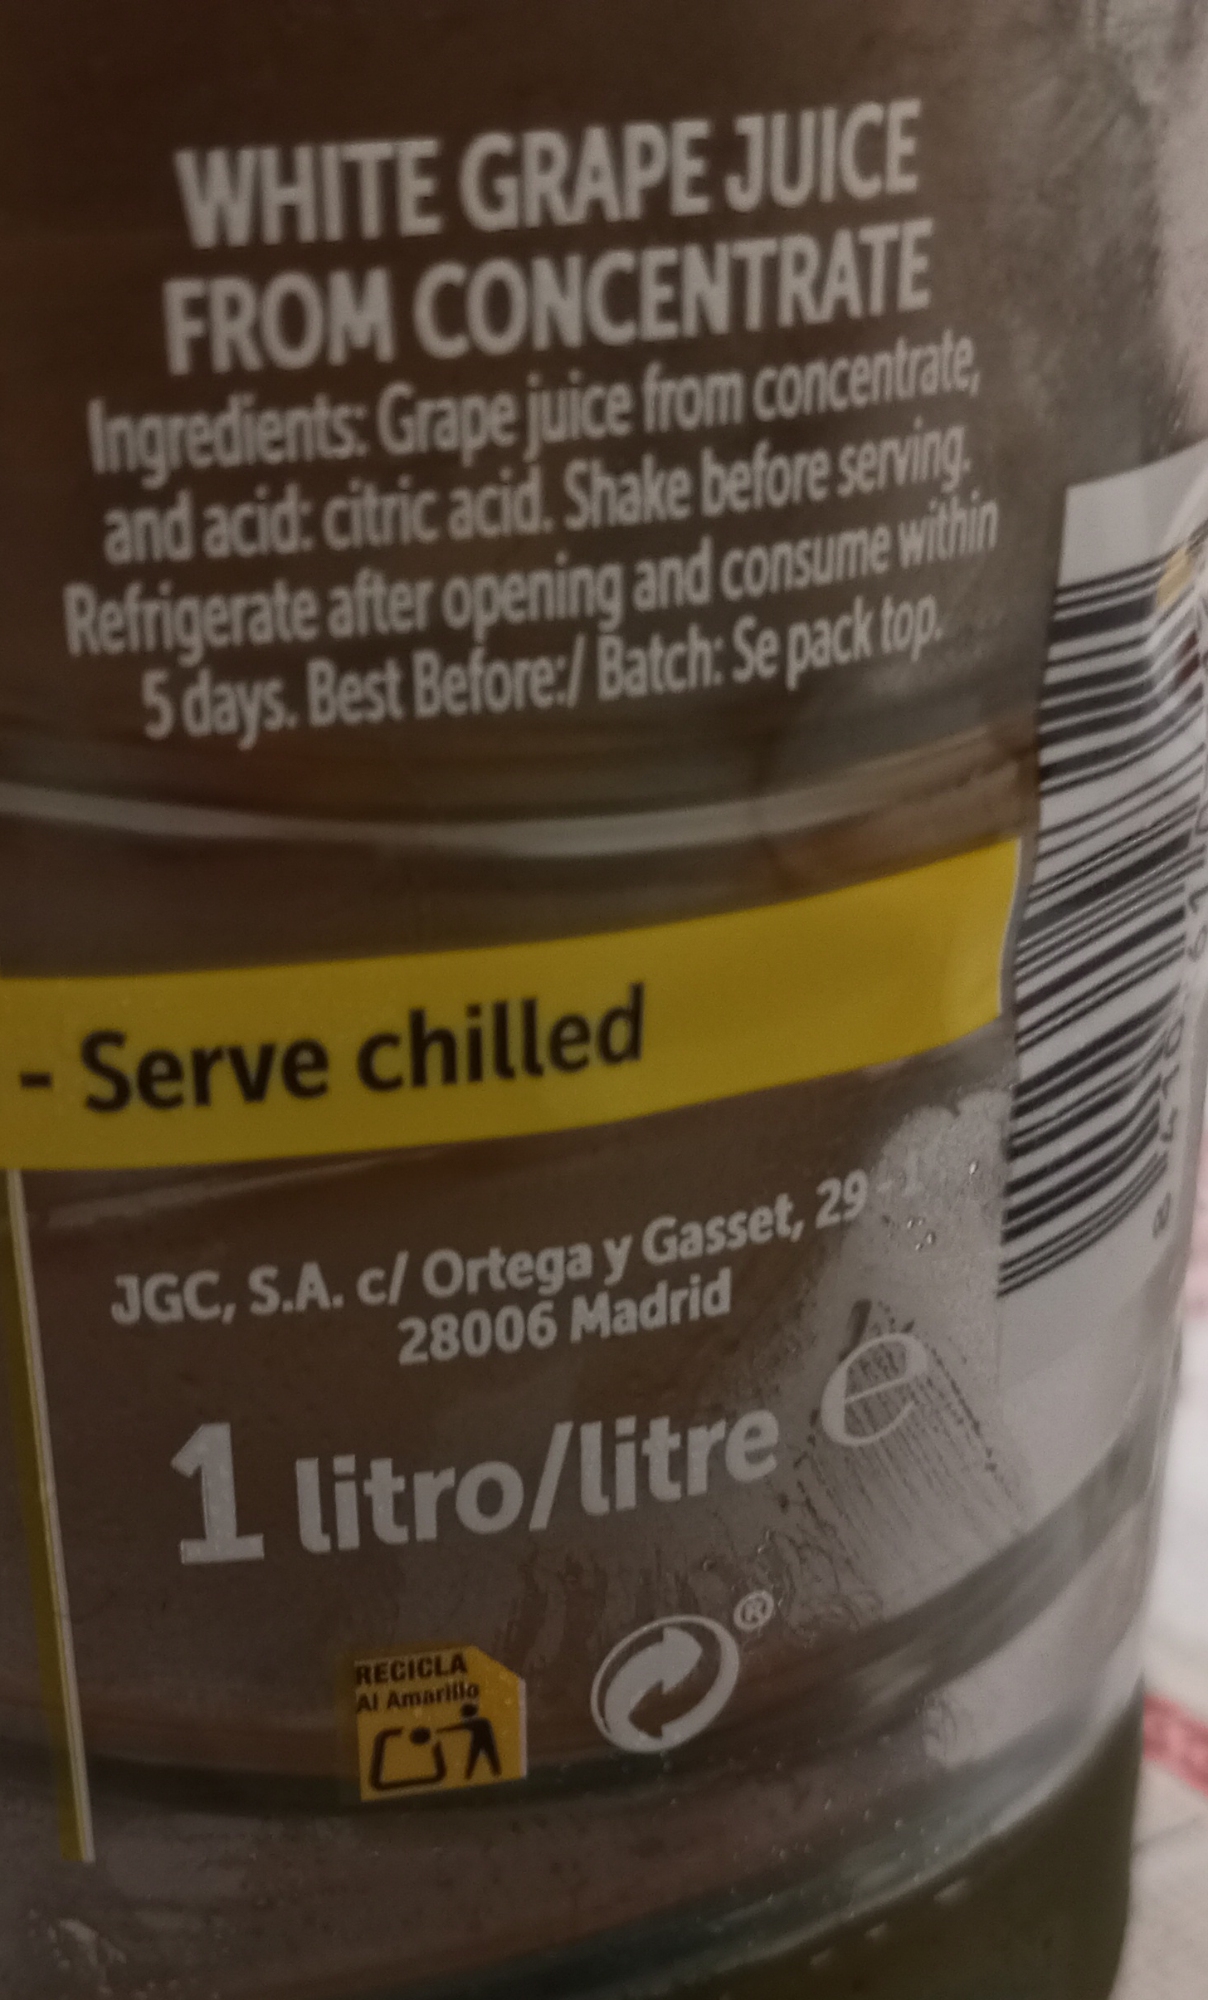 WHITE GRAPE JUICE
FROM CONCENTRATE
Ingredients: Grape juice from concentrate,
and acid: citric acid. Shake before serving.
Refrigerate after opening and consume within
5 days. Best Before:/ Batch: Se pack top.
- Serve chilled
JGC, S.A. c/ Ortega y Gasset, 29
28006 Madrid
1 litro/litre e
RECICLA
Al Amarillo
®